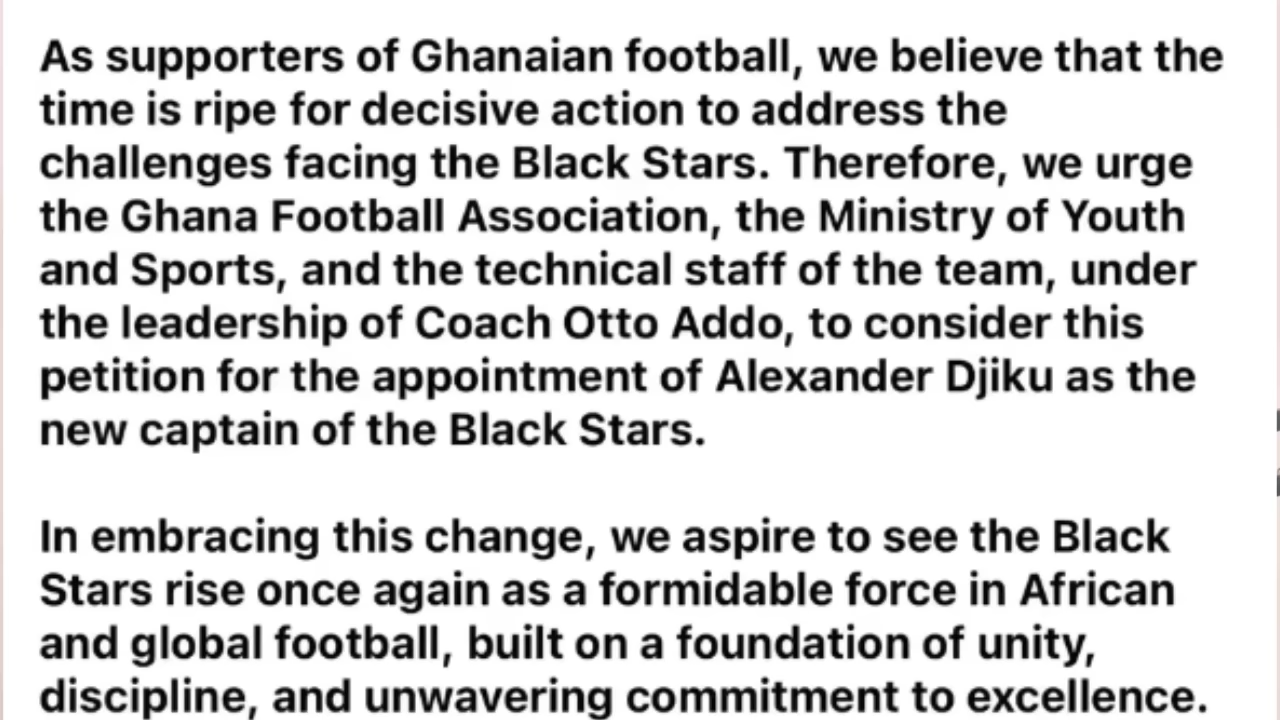 As supporters of Ghanaian football, we believe that the
time is ripe for decisive action to address the
challenges facing the Black Stars. Therefore, we urge
the Ghana Football Association, the Ministry of Youth
and Sports, and the technical staff of the team, under
the leadership of Coach Otto Addo, to consider this
petition for the appointment of Alexander Djiku as the
new captain of the Black Stars.
In embracing this change, we aspire to see the Black
Stars rise once again as a formidable force in African
and global football, built on a foundation of unity,
discipline, and unwavering commitment to excellence.